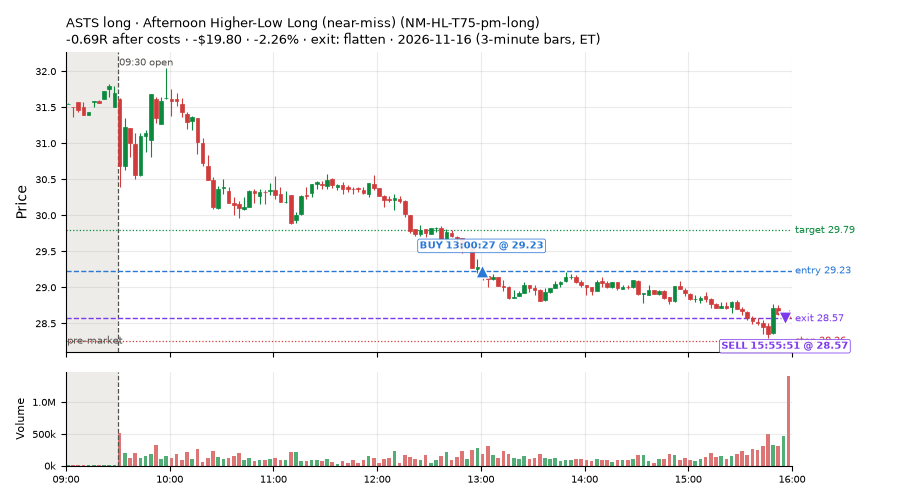 ASTS long · Afternoon Higher-Low Long (near-miss) (NM-HL-T75-pm-long)
-0.69R after costs · -$19.80 · -2.26% · exit: flatten · 2026-11-16 (3-minute bars, ET)
09:30 open
32.0
31.5
31.0
30.5
30.0
29.5
29.0
28.5
Price
target 29.79
BUY 13:00:27 @ 29.23
entry 29.23
exit 28.57
pre-market
SELL 15:55:51 @ 28.57
Volume
1.0M
500k
0k
09:00
10:00
11:00
12:00
13:00
14:00
15:00
16:00